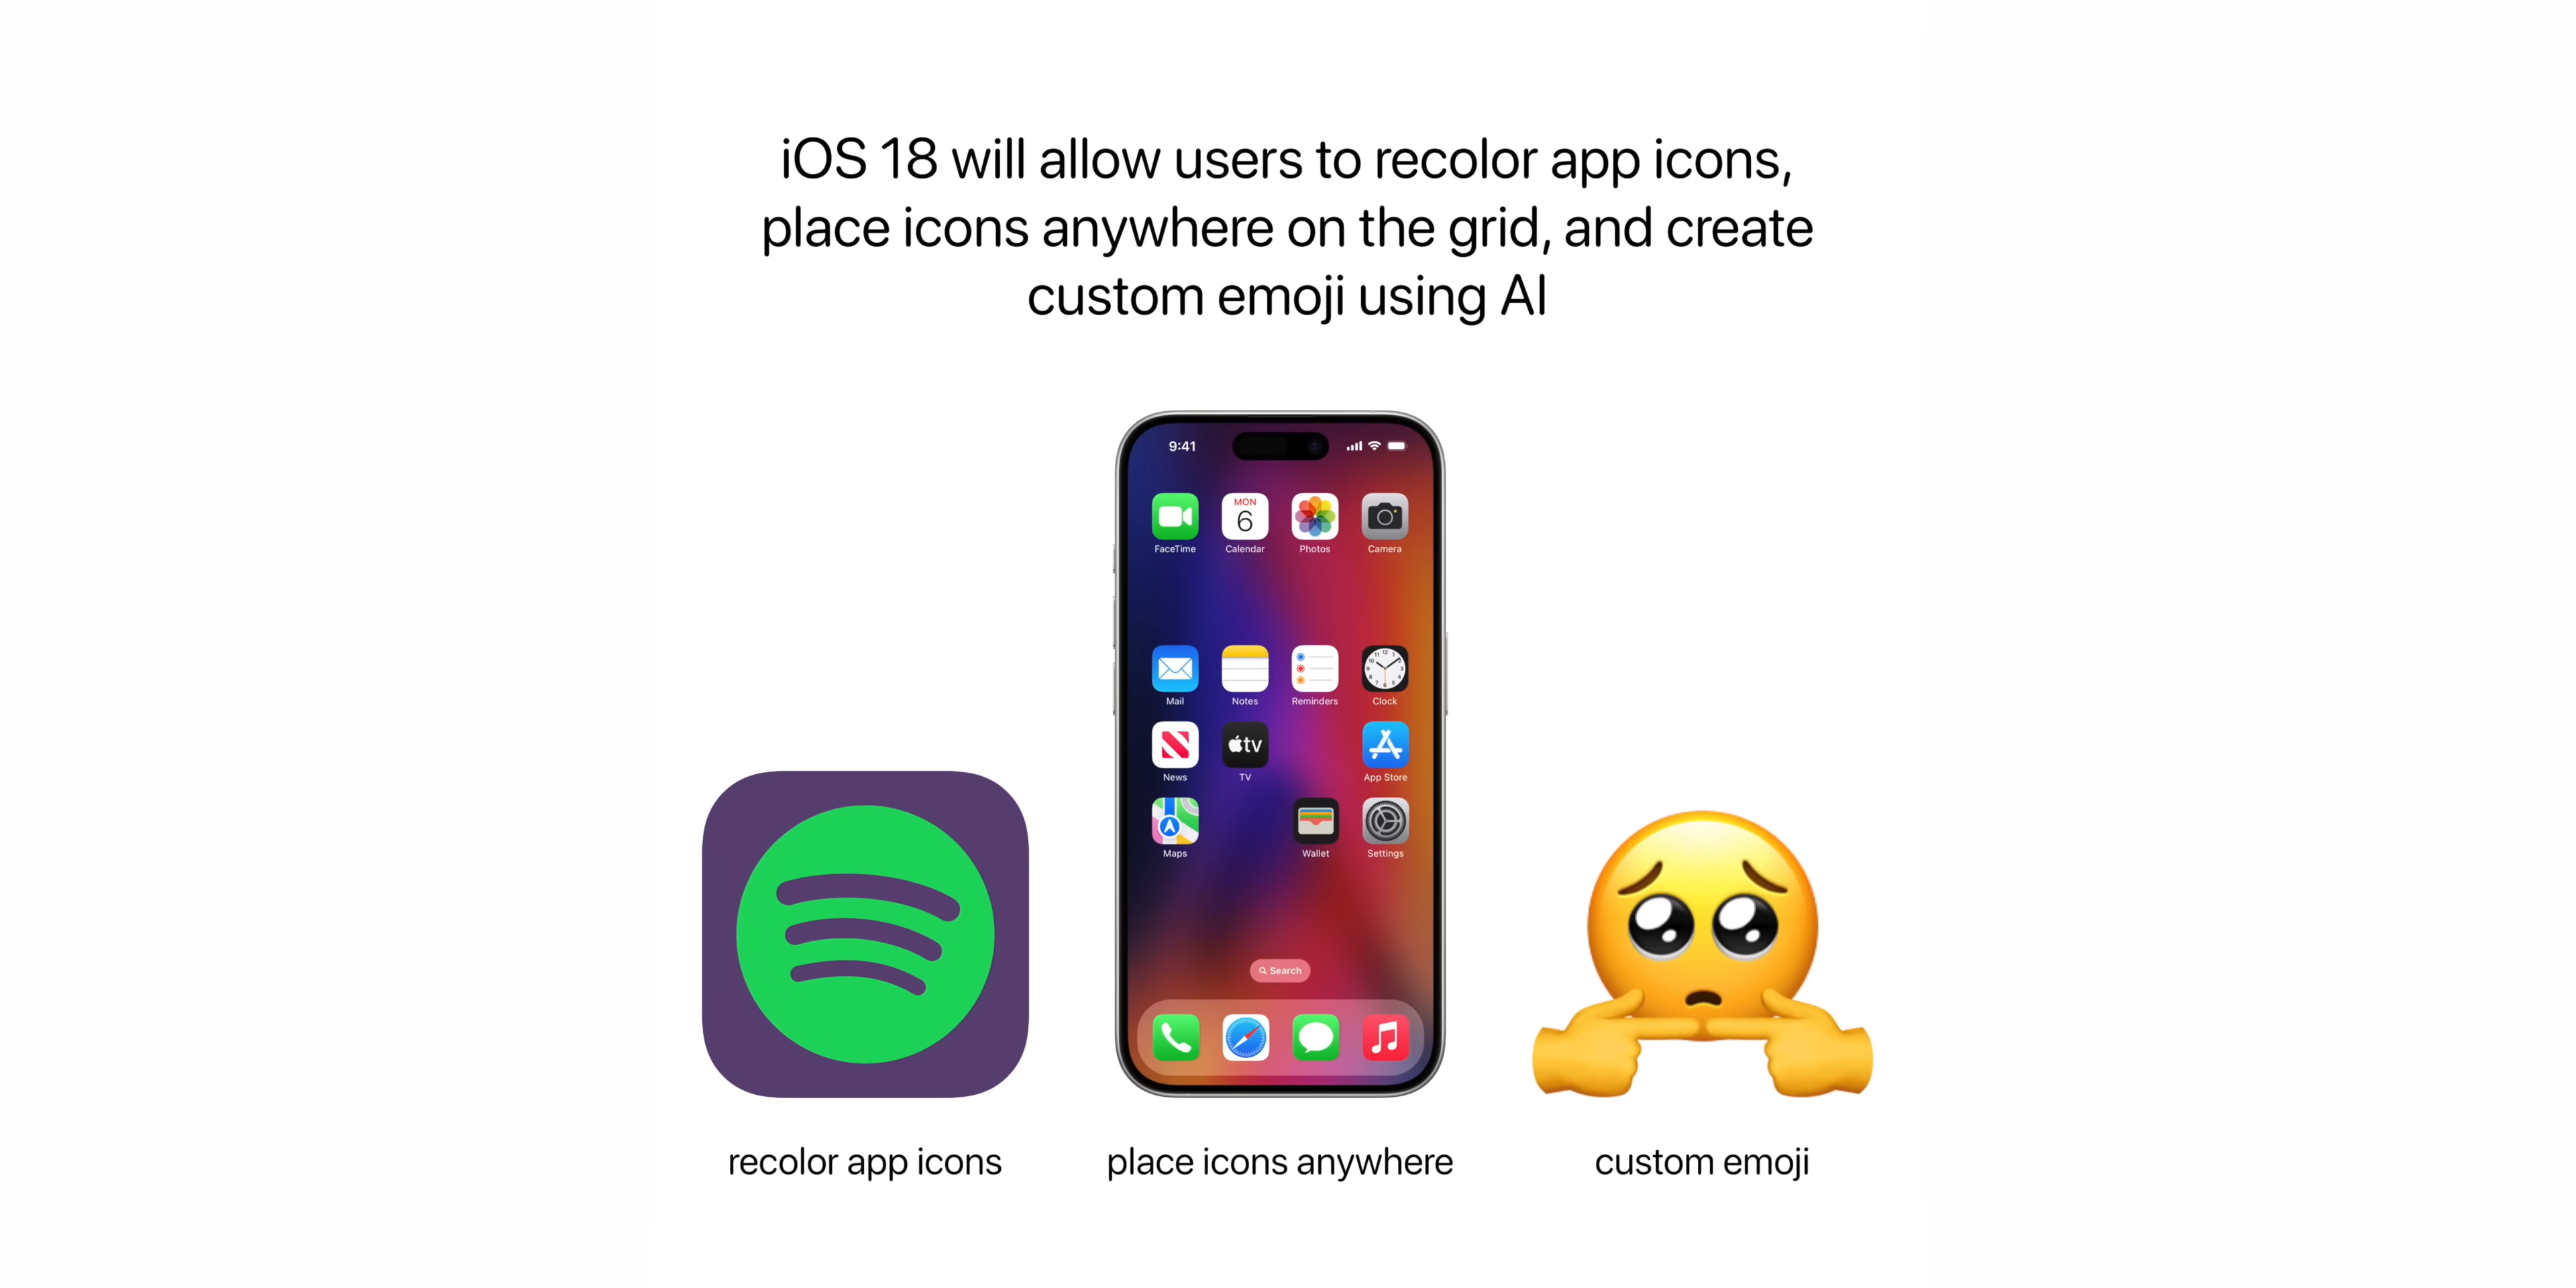 iOS 18 will allow users to recolor app icons,
place icons anywhere on the grid, and create
custom emoji using AI
9:41
MON
6
FaceTime Calendar Photos Camera
Mail Notes Reminders Clock
tv
News TV App Store
Maps Wallet Settings
Search
recolor app icons place icons anywhere custom emoji